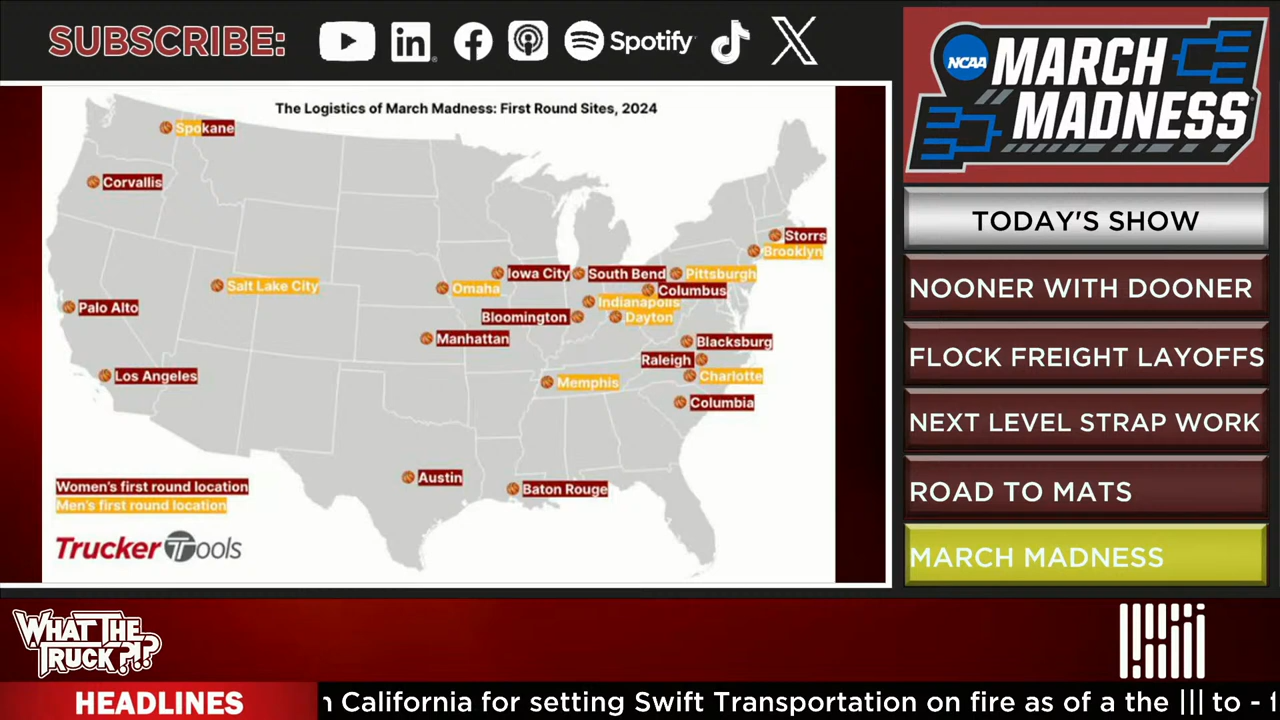 SUBSCRIBE:
in
Spotify
NCAA
MARCH
MADNESS
The Logistics of March Madness: First Round Sites, 2024
Spokane
Corvallis
Storrs
Brooklyn
Iowa City
South Bend
Pittsburgh
Salt Lake City
Omaha
Columbus
Indianapolis
Palo Alto
Bloomington
Dayton
Manhattan
Blacksburg
Raleigh
Los Angeles
Memphis
Charlotte
Columbia
Austin
Baton Rouge
Women's first round location
Men's first round location
Trucker Tools
TODAY'S SHOW
NOONER WITH DOONER
FLOCK FREIGHT LAYOFFS
NEXT LEVEL STRAP WORK
ROAD TO MATS
MARCH MADNESS
WHAT THE
TRUCK?!?
HEADLINES
California for setting Swift Transportation on fire as of a the ||| to -